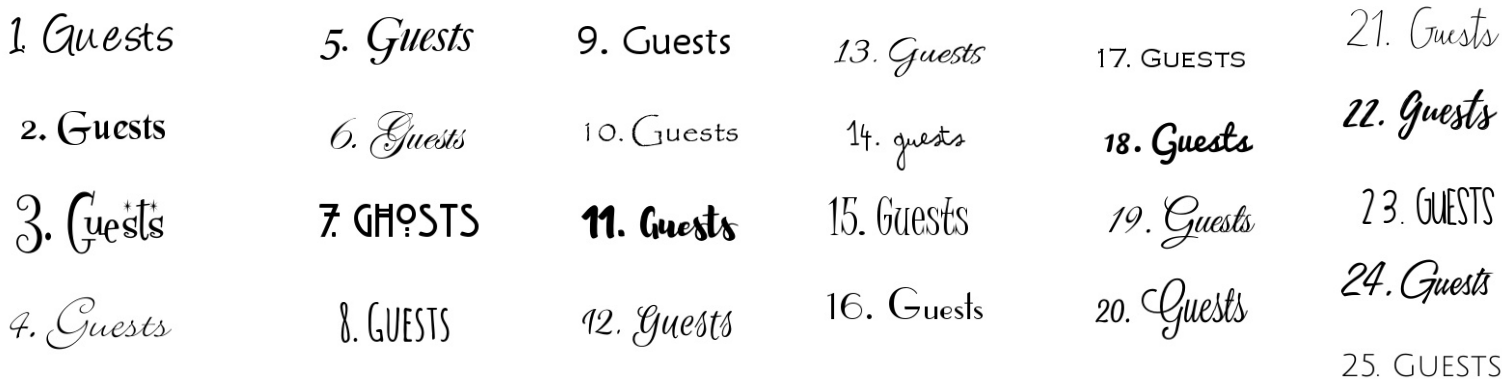 1. Guests
2. Guests
3. Guests
4. Guests
5. Guests
6. Guests
7. GHOSTS
8. GUESTS
9. Guests
10. Guests
11. Guests
12. Guests
13. Guests
14. guests
15. Guests
16. Guests
17. GUESTS
18. Guests
19. Guests
20. Guests
21. Guests
22. Guests
23. GUESTS
24. Guests
25. GUESTS